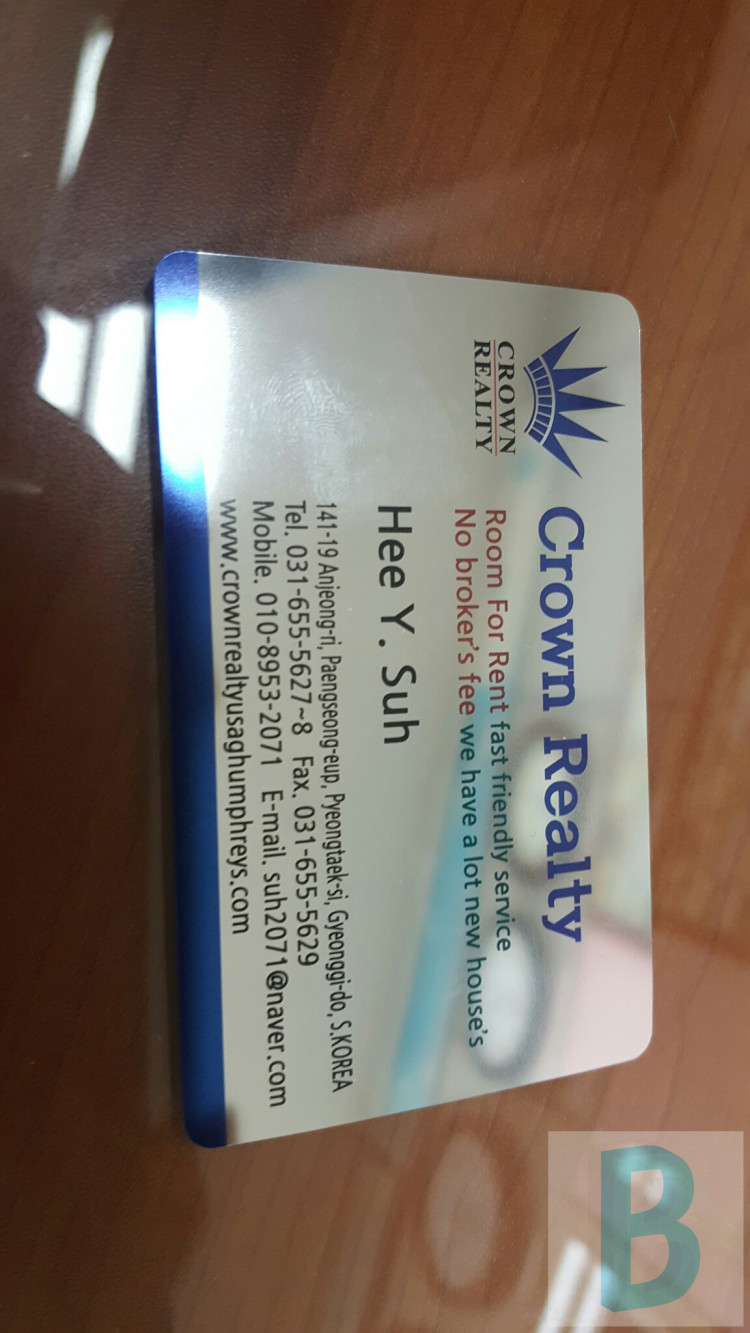 CROWN
REALTY
Crown Realty
Room For Rent fast friendly service
No broker's fee we have a lot new house's
Hee Y. Suh
141-19 Anjeong-ri, Paengseong-eup, Pyeongtaek-si, Gyeonggi-do, S.KOREA
Tel. 031-655-5627~8 Fax. 031-655-5629
Mobile. 010-8953-2071 E-mail. suh2071@naver.com
www.crownrealtyusaghumphreys.com
B